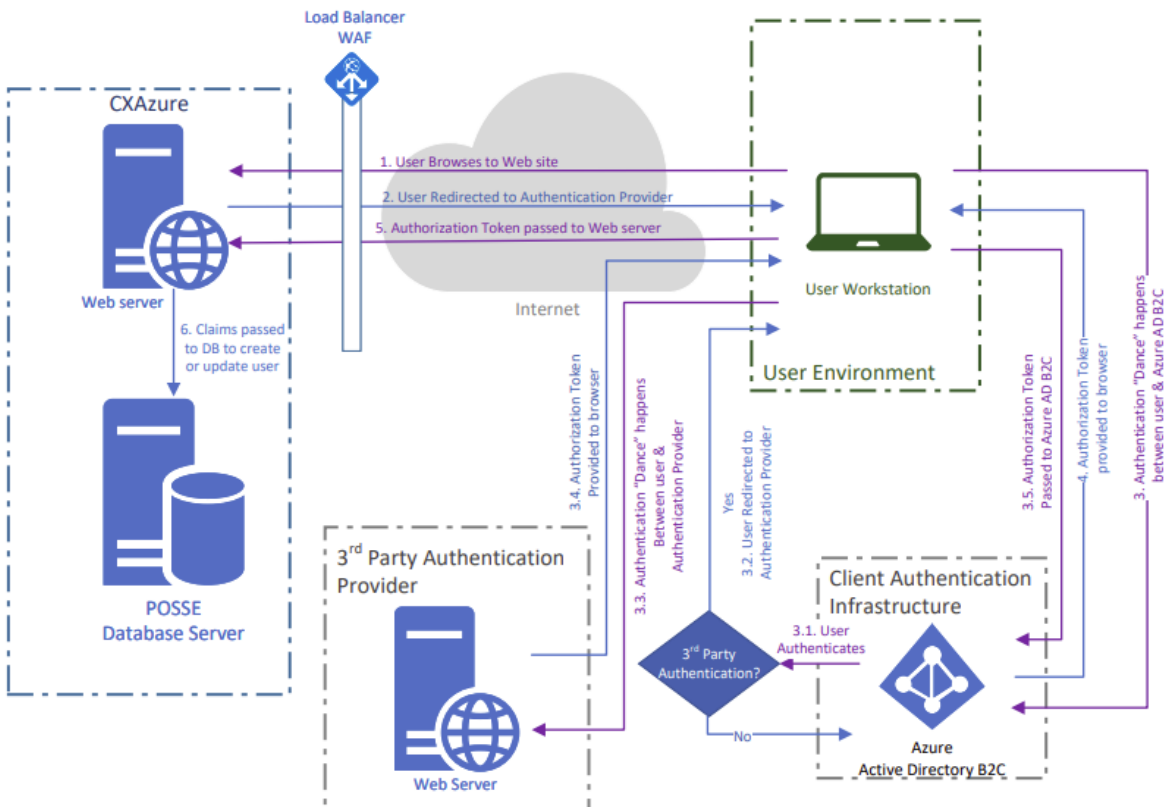 Load Balancer
WAF
CXAzure
Web server
6. Claims passed
to DB to create
or update user
POSSE
Database Server
1. User Browses to Web site
2. User Redirected to Authentication Provider
5. Authorization Token passed to Web server
Internet
User Workstation
User Environment
3.4. Authorization Token
Provided to browser
3.3. Authentication “Dance” happens
Between user &
Authentication Provider
Yes
3.2. User Redirected to
Authentication Provider
3.5. Authorization Token
Passed to Azure AD B2C
4. Authorization Token
provided to browser
3. Authentication “Dance” happens
between user & Azure AD B2C
3rd Party Authentication
Provider
Web Server
3rd Party
Authentication?
3.1. User
Authenticates
No
Client Authentication
Infrastructure
Azure
Active Directory B2C